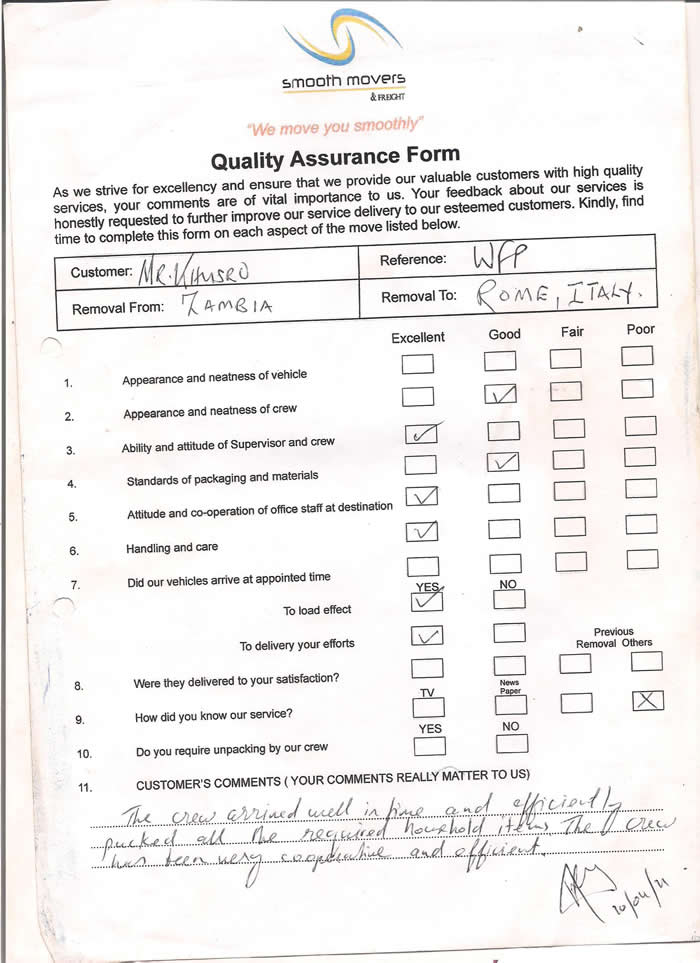 smooth movers
& FREIGHT
"We move you smoothly"
Quality Assurance Form
As we strive for excellency and ensure that we provide our valuable customers with high quality
services, your comments are of vital importance to us. Your feedback about our services is
honestly requested to further improve our service delivery to our esteemed customers. Kindly, find
time to complete this form on each aspect of the move listed below.
Customer: MR. KHUSRO Reference: WFP
Removal From: ZAMBIA Removal To: ROME, ITALY.
Excellent Good Fair Poor
1. Appearance and neatness of vehicle
2. Appearance and neatness of crew
3. Ability and attitude of Supervisor and crew
4. Standards of packaging and materials
5. Attitude and co-operation of office staff at destination
6. Handling and care
7. Did our vehicles arrive at appointed time
YES NO
To load effect
To delivery your efforts
Previous
Removal Others
8. Were they delivered to your satisfaction?
TV News
Paper
9. How did you know our service?
YES NO
10. Do you require unpacking by our crew
11. CUSTOMER'S COMMENTS ( YOUR COMMENTS REALLY MATTER TO US)
The crew arrived well in time and efficiently
packed all the required household items. The crew
has been very cooperative and efficient.
20/04/21